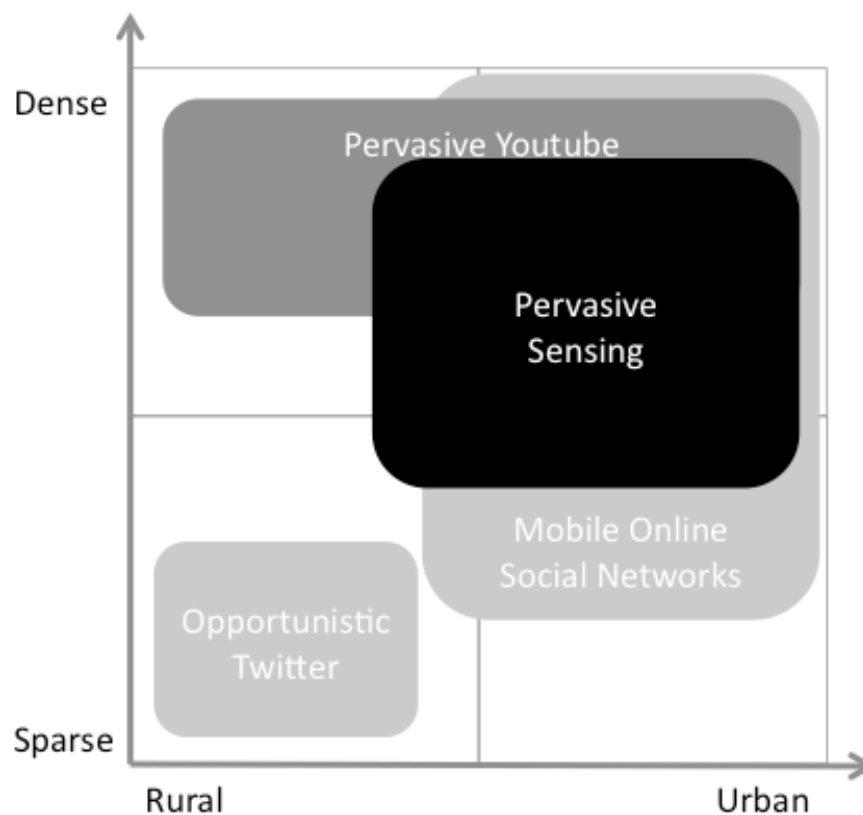 Dense
Pervasive Youtube
Pervasive
Sensing
Mobile Online
Social Networks
Opportunistic
Twitter
Sparse
Rural
Urban